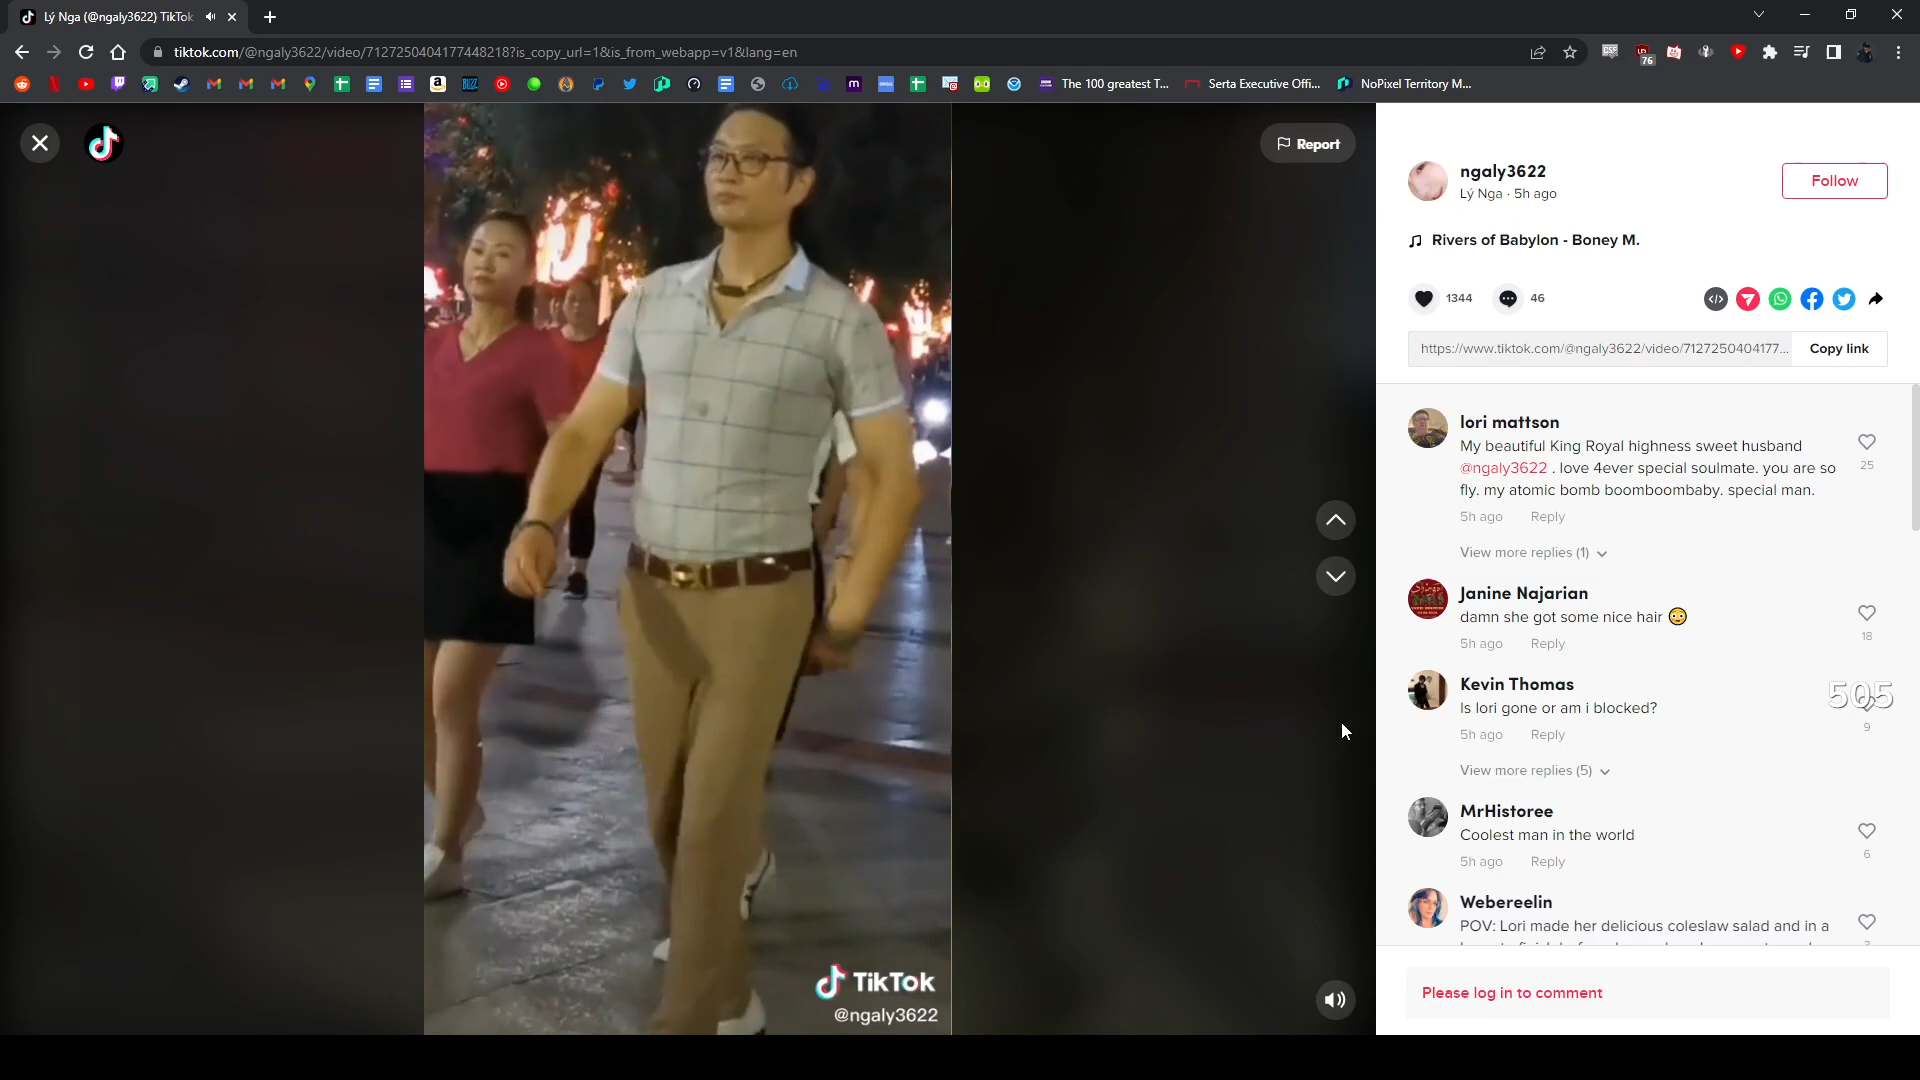 Lý Nga (@ngaly3622) TikTok
tiktok.com/@ngaly3622/video/7127250404177448218?is_copy_url=1&is_from_webapp=v1&lang=en
76
The 100 greatest T...
Serta Executive Offi...
NoPixel Territory M...
Report
ngaly3622
Lý Nga · 5h ago
Follow
Rivers of Babylon - Boney M.
1344
46
https://www.tiktok.com/@ngaly3622/video/7127250404177...
Copy link
lori mattson
My beautiful King Royal highness sweet husband
@ngaly3622 . love 4ever special soulmate. you are so
fly. my atomic bomb boomboombaby. special man.
25
5h ago Reply
View more replies (1)
Janine Najarian
damn she got some nice hair 😳
18
5h ago Reply
Kevin Thomas
Is lori gone or am i blocked?
505
9
5h ago Reply
View more replies (5)
MrHistoree
Coolest man in the world
6
5h ago Reply
Webereelin
POV: Lori made her delicious coleslaw salad and in a
Please log in to comment
TikTok
@ngaly3622